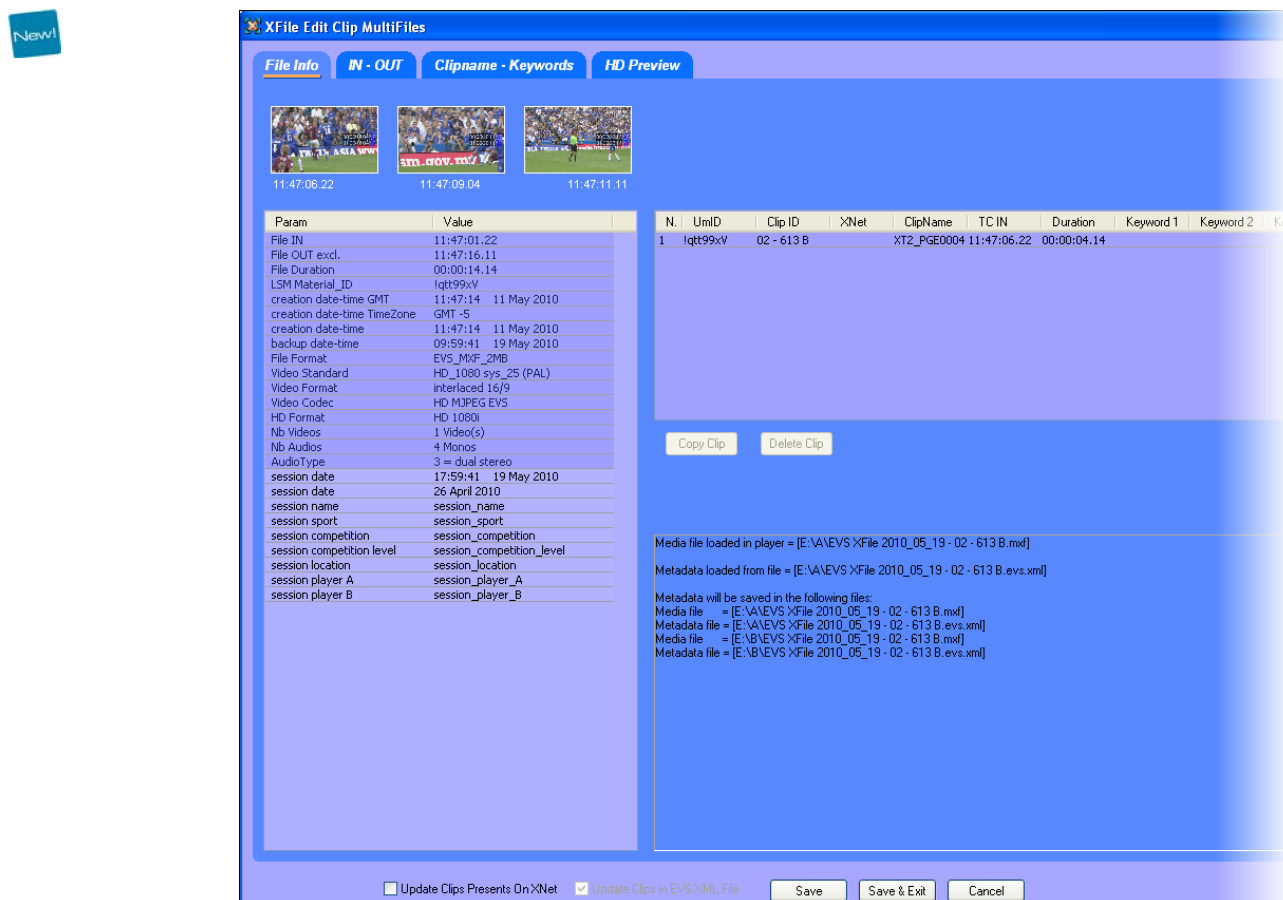 New!
XFile Edit Clip MultiFiles
File Info IN - OUT Clipname - Keywords HD Preview
11:47:06.22 11:47:09.04 11:47:11.11
Param Value
File IN 11:47:01.22
File OUT excl. 11:47:16.11
File Duration 00:00:14.14
LSM Material_ID !qtt99xV
creation date-time GMT 11:47:14 11 May 2010
creation date-time TimeZone GMT -5
creation date-time 11:47:14 11 May 2010
backup date-time 09:59:41 19 May 2010
File Format EVS_MXF_2MB
Video Standard HD_1080 sys_25 (PAL)
Video Format interlaced 16/9
Video Codec HD MJPEG EVS
HD Format HD 1080i
Nb Videos 1 Video(s)
Nb Audios 4 Monos
AudioType 3 = dual stereo
session date 17:59:41 19 May 2010
session date 26 April 2010
session name session_name
session sport session_sport
session competition session_competition
session competition level session_competition_level
session location session_location
session player A session_player_A
session player B session_player_B
N. UmID Clip ID XNet ClipName TC IN Duration Keyword 1 Keyword 2
1 !qtt99xV 02 - 613 B XT2_PGE0004 11:47:06.22 00:00:04.14
Copy Clip Delete Clip
Media file loaded in player = [E:\A\EVS XFile 2010_05_19 - 02 - 613 B.mxf]
Metadata loaded from file = [E:\A\EVS XFile 2010_05_19 - 02 - 613 B.evs.xml]
Metadata will be saved in the following files:
Media file = [E:\A\EVS XFile 2010_05_19 - 02 - 613 B.mxf]
Metadata file = [E:\A\EVS XFile 2010_05_19 - 02 - 613 B.evs.xml]
Media file = [E:\B\EVS XFile 2010_05_19 - 02 - 613 B.mxf]
Metadata file = [E:\B\EVS XFile 2010_05_19 - 02 - 613 B.evs.xml]
Update Clips Presents On XNet Update Clips in EVS XML File Save Save & Exit Cancel